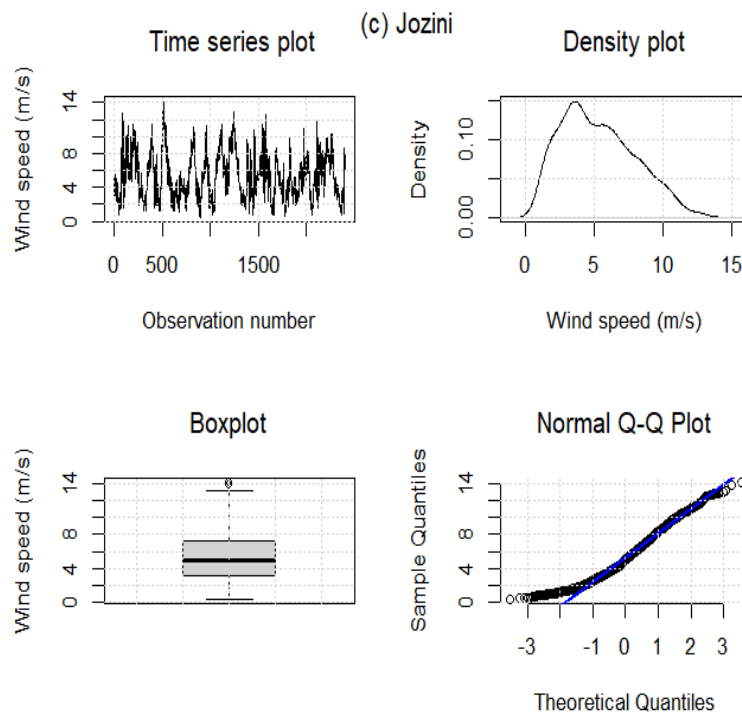 (c) Jozini
Time series plot
Wind speed (m/s)
14
8
4
0
0 500 1500
Observation number
Density plot
Density
0.10
0.00
0 5 10 15
Wind speed (m/s)
Boxplot
Wind speed (m/s)
14
8
4
0
Normal Q-Q Plot
Sample Quantiles
14
8
4
0
-3 -1 0 1 2 3
Theoretical Quantiles